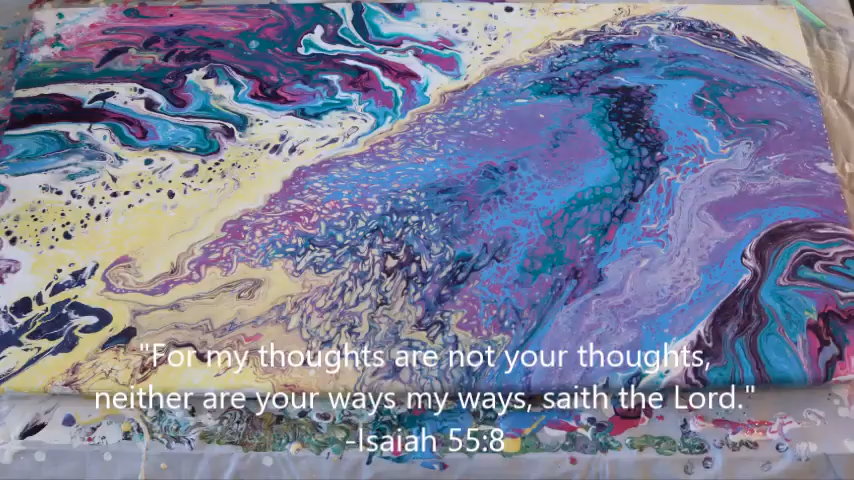 "For my thoughts are not your thoughts,
neither are your ways my ways, saith the Lord."
-Isaiah 55:8